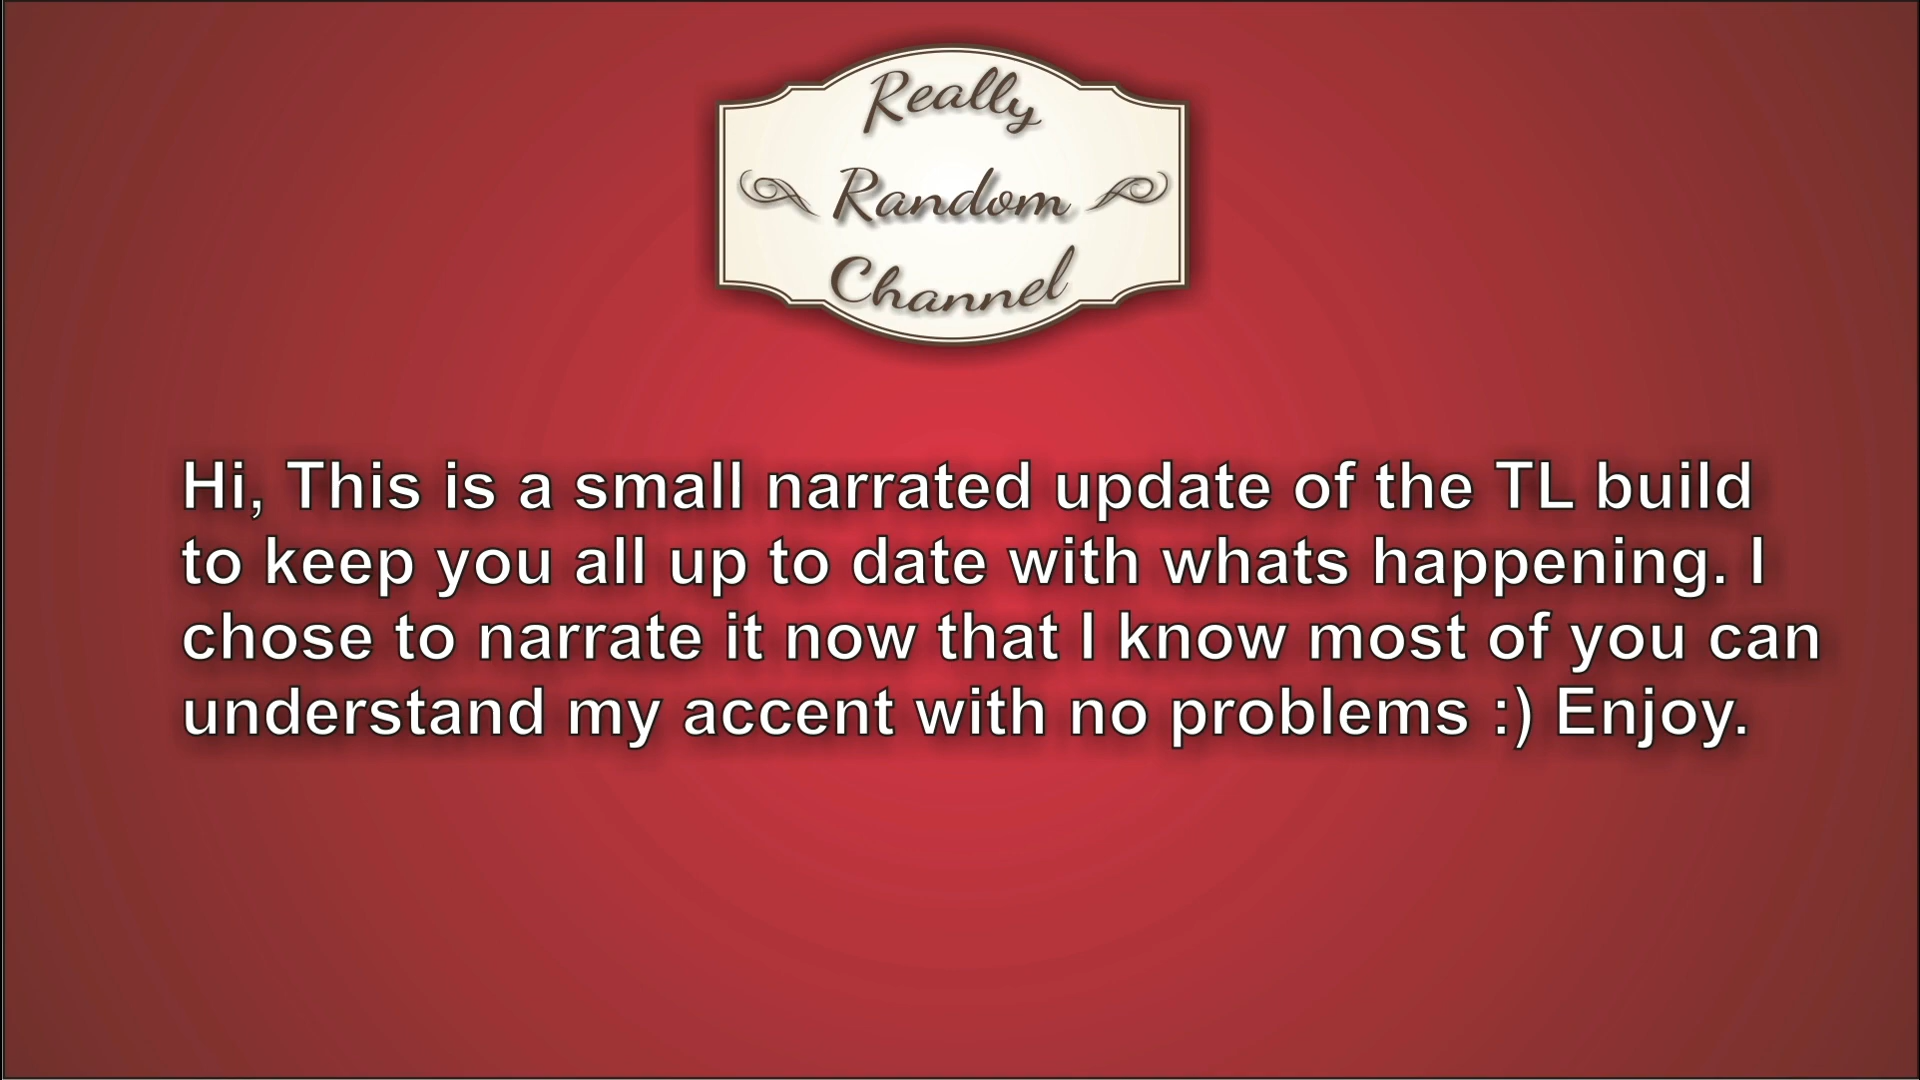 Really
Random
Channel
Hi, This is a small narrated update of the TL build
to keep you all up to date with whats happening. I
chose to narrate it now that I know most of you can
understand my accent with no problems :) Enjoy.